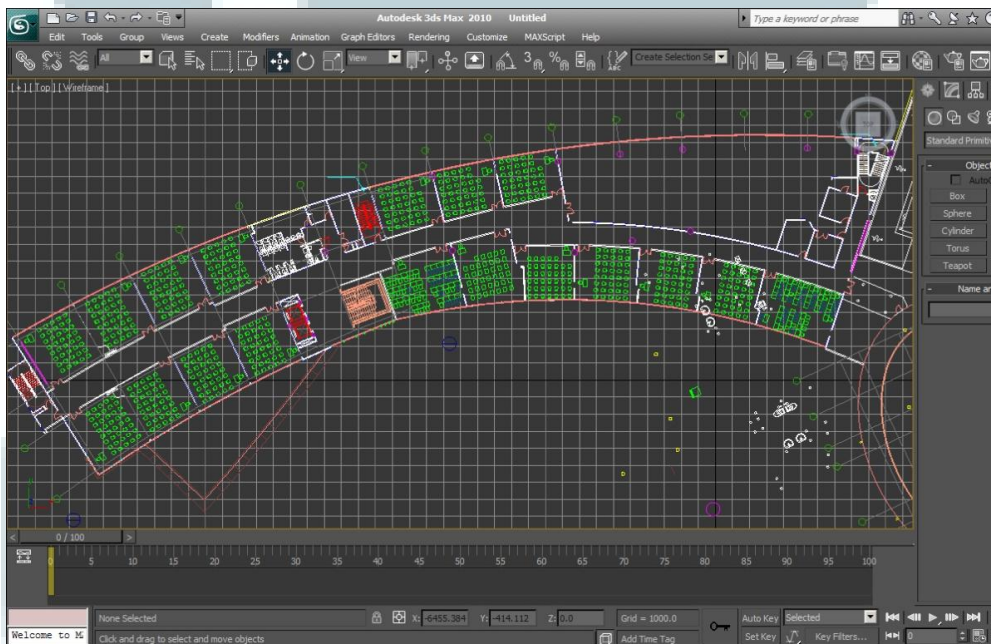 Autodesk 3ds Max 2010 Untitled
Type a keyword or phrase
Edit Tools Group Views Create Modifiers Animation Graph Editors Rendering Customize MAXScript Help
All View 3 Create Selection Se
[ + ] [ Top ] [ Wireframe ]
Standard Primiti
Object
Auto
Box
Sphere
Cylinder
Torus
Teapot
Name an
0 / 100
0 5 10 15 20 25 30 35 40 45 50 55 60 65 70 75 80 85 90 95 100
None Selected X: -6455.384 Y: -414.112 Z: 0.0 Grid = 1000.0 Auto Key Selected
Welcome to M Click and drag to select and move objects Add Time Tag Set Key Key Filters... 0